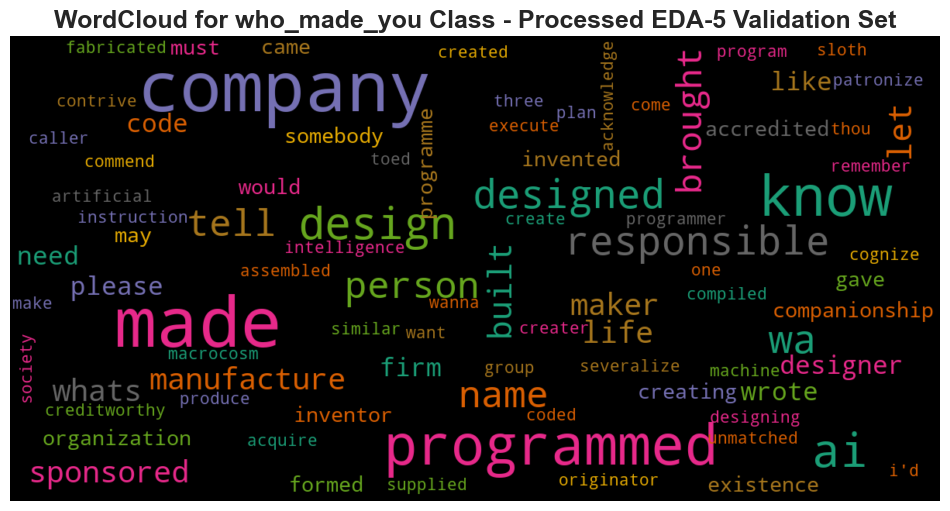 WordCloud for who_made_you Class - Processed EDA-5 Validation Set
fabricated must came created program sloth
company brought like patronize
contrive three plan acknowledge
code somebody execute come accredited thou let
caller programme
commend toed invented remember
artificial would designed know
instruction tell design create programmer
may intelligence responsible cognize
need assembled built one gave
please person maker compiled companionship
make made wanna life wa
society macrocosm similar want creater
whats manufacture firm group severalize machine designer
creditworthy produce name creating wrote
organization inventor coded designing
acquire programmed unmatched ai
sponsored formed supplied originator existence i'd